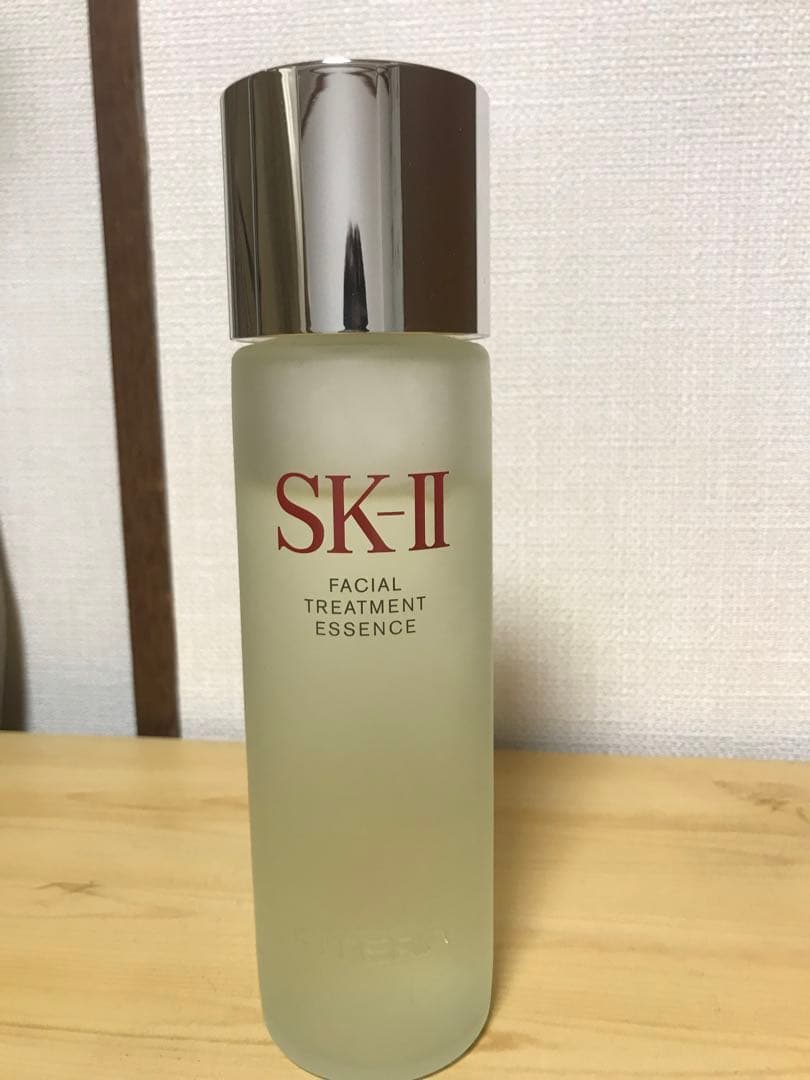 SK-II
FACIAL
TREATMENT
ESSENCE